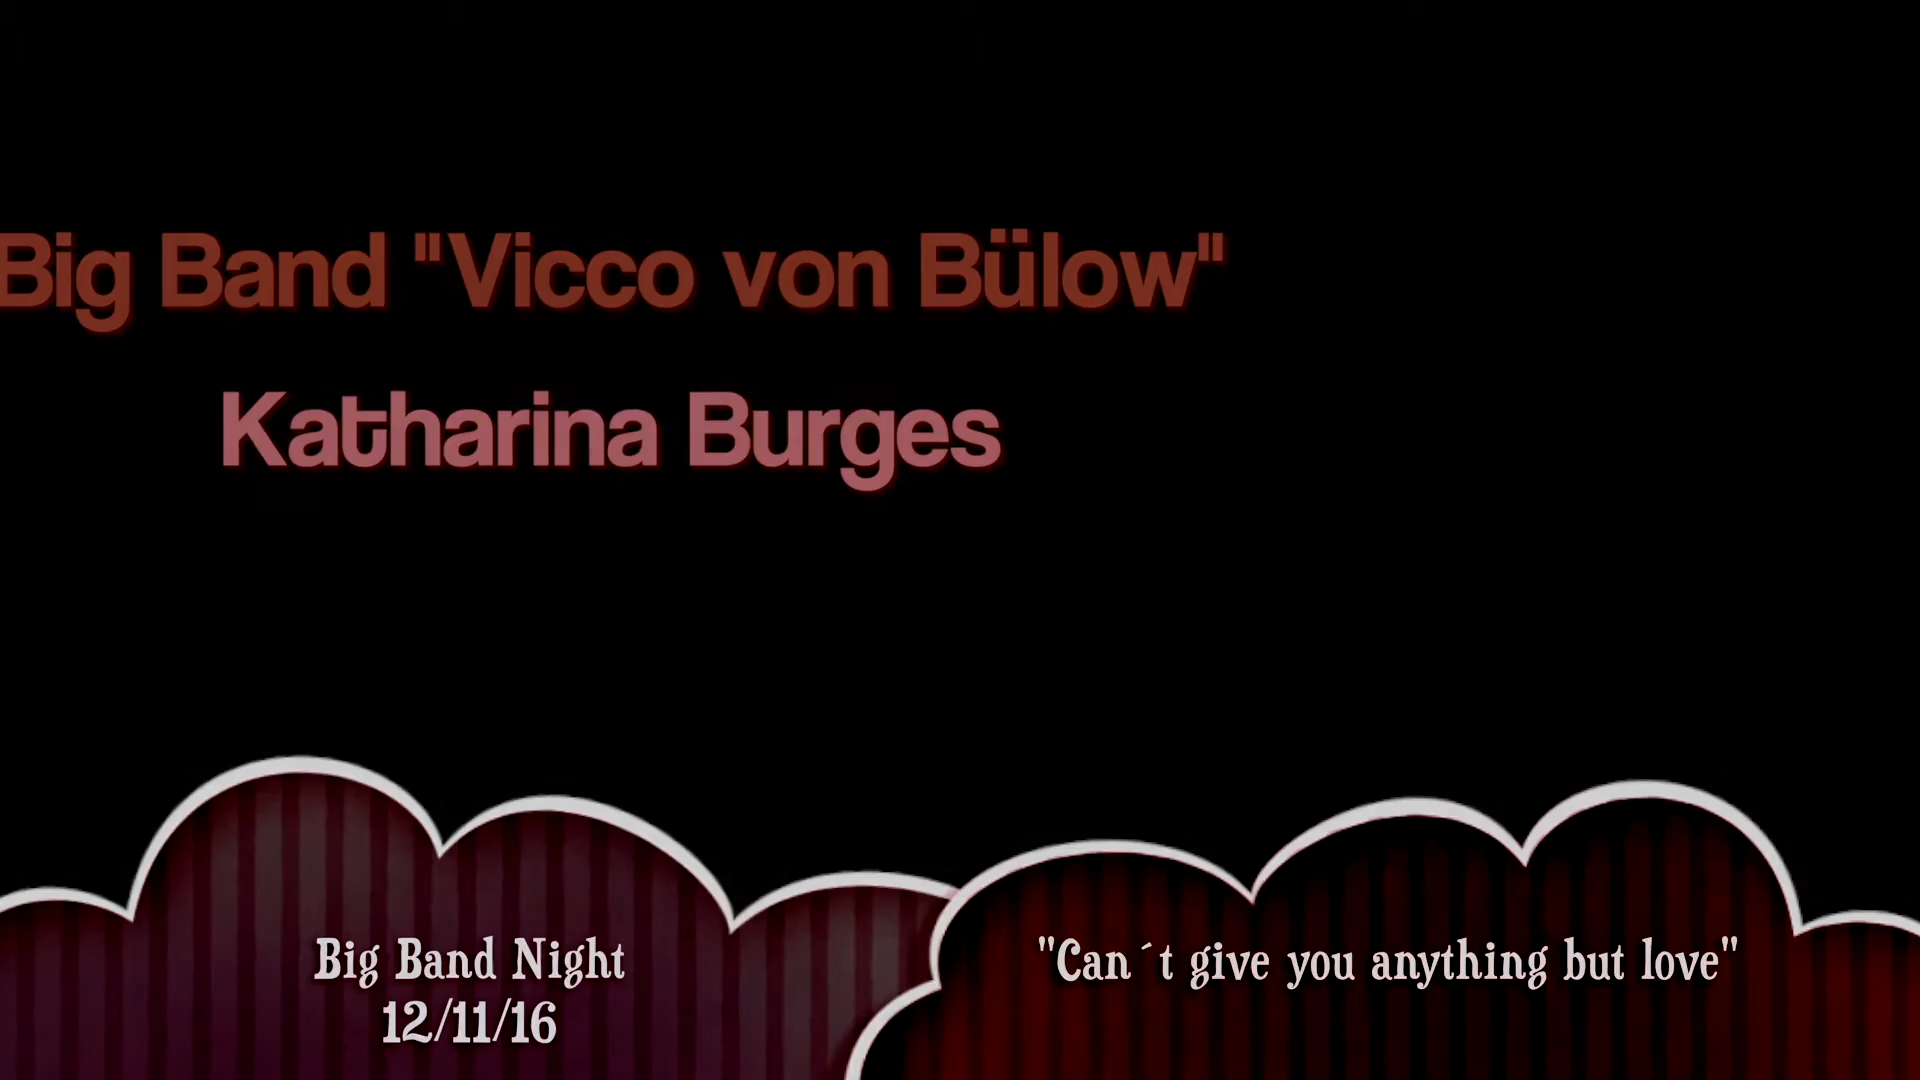 Big Band "Vicco von Bülow"
Katharina Burges
Big Band Night
12/11/16
"Can´t give you anything but love"